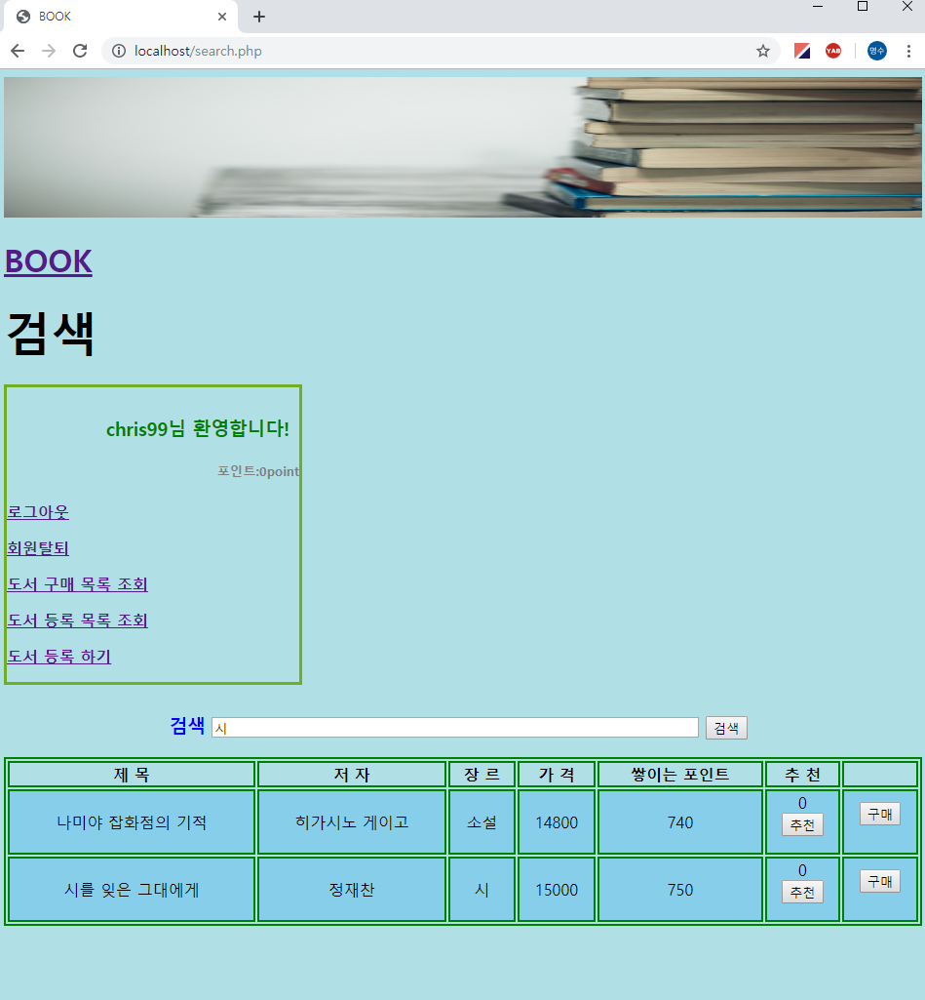 BOOK
localhost/search.php
YAB
명수
BOOK
검색
chris99님 환영합니다!
포인트:0point
로그아웃
회원탈퇴
도서 구매 목록 조회
도서 등록 목록 조회
도서 등록 하기
검색 시 검색
제 목 저 자 장 르 가 격 쌓이는 포인트 추 천
나미야 잡화점의 기적 히가시노 게이고 소설 14800 740 0 추천 구매
시를 잊은 그대에게 정재찬 시 15000 750 0 추천 구매